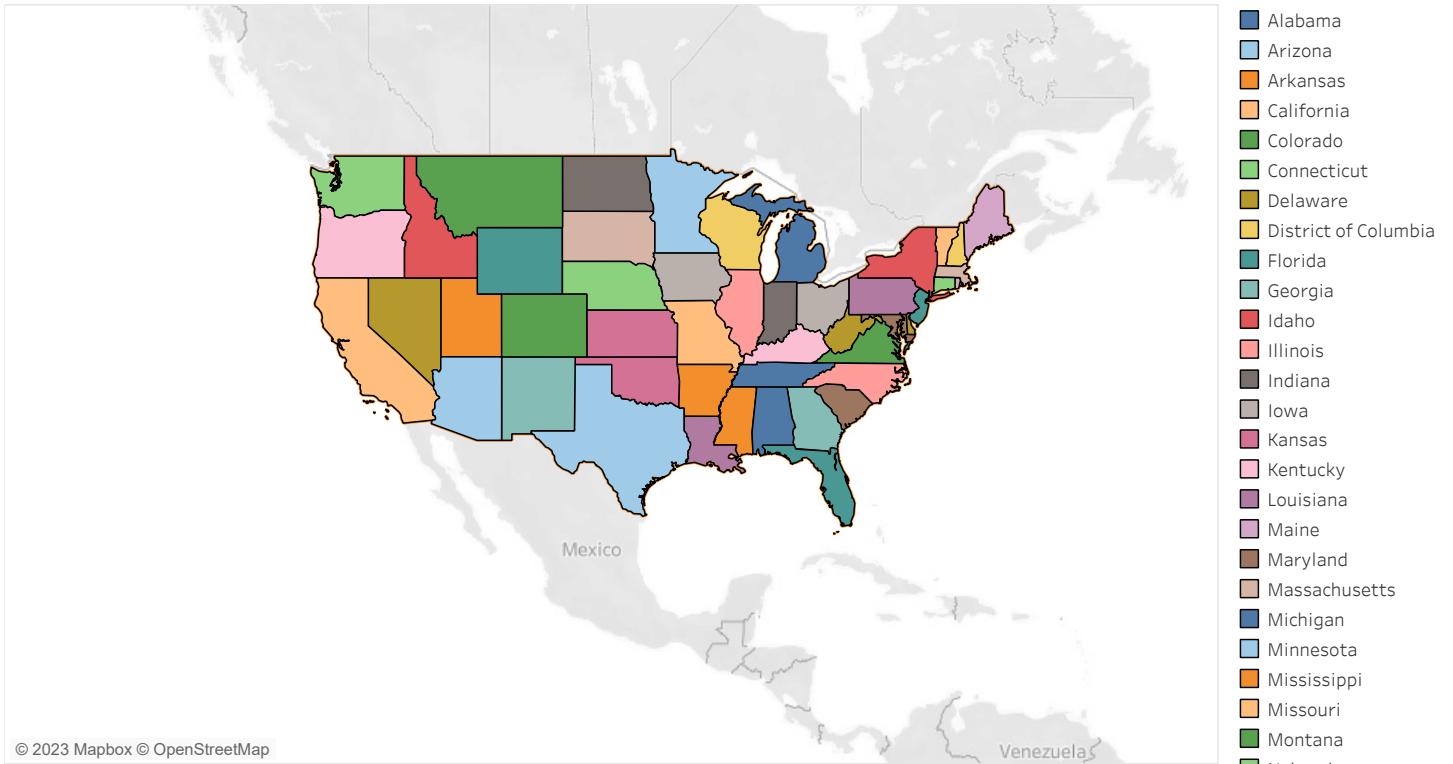 Alabama
Arizona
Arkansas
California
Colorado
Connecticut
Delaware
District of Columbia
Florida
Georgia
Idaho
Illinois
Indiana
Iowa
Kansas
Kentucky
Louisiana
Maine
Maryland
Massachusetts
Michigan
Minnesota
Mississippi
Missouri
Montana
Mexico
Venezuela
© 2023 Mapbox © OpenStreetMap